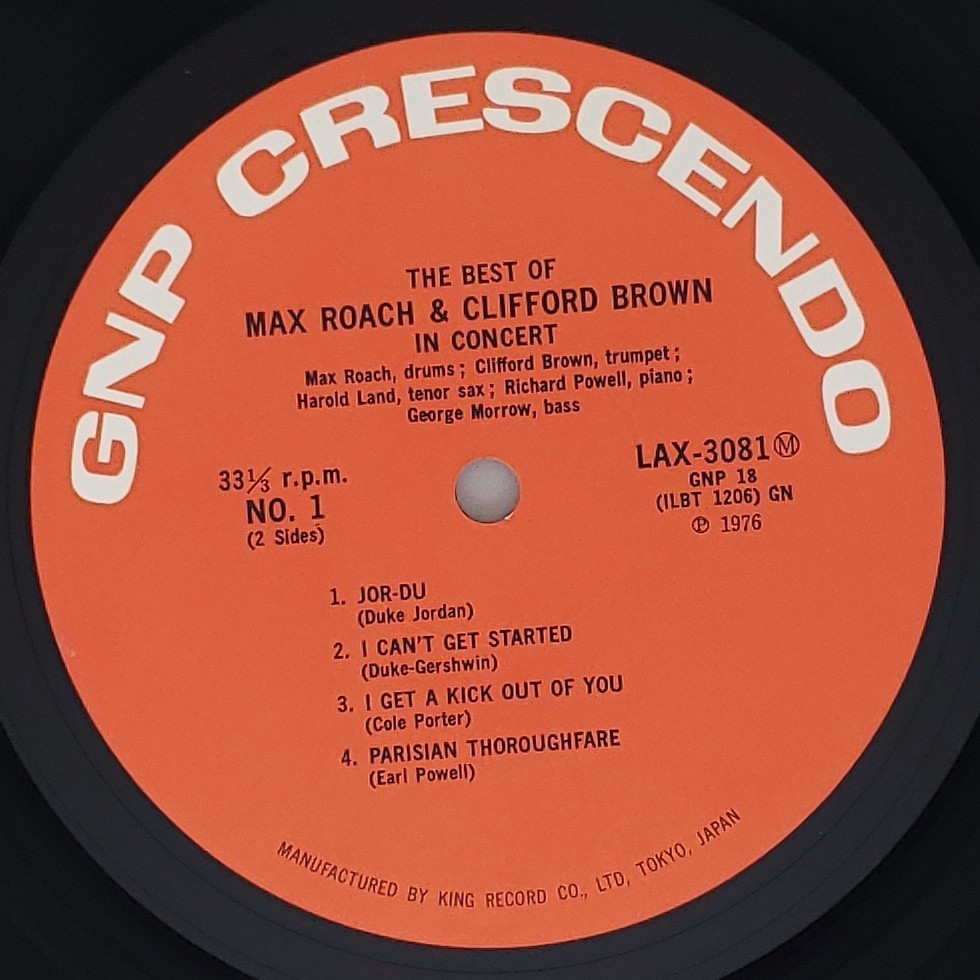 GNP CRESCENDO
THE BEST OF
MAX ROACH & CLIFFORD BROWN
IN CONCERT
Max Roach, drums; Clifford Brown, trumpet;
Harold Land, tenor sax; Richard Powell, piano;
George Morrow, bass
33⅓ r.p.m.
NO. 1
(2 Sides)
LAX-3081Ⓜ
GNP 18
(ILBT 1206) GN
Ⓟ 1976
1. JOR-DU
(Duke Jordan)
2. I CAN'T GET STARTED
(Duke-Gershwin)
3. I GET A KICK OUT OF YOU
(Cole Porter)
4. PARISIAN THOROUGHFARE
(Earl Powell)
MANUFACTURED BY KING RECORD CO., LTD, TOKYO, JAPAN